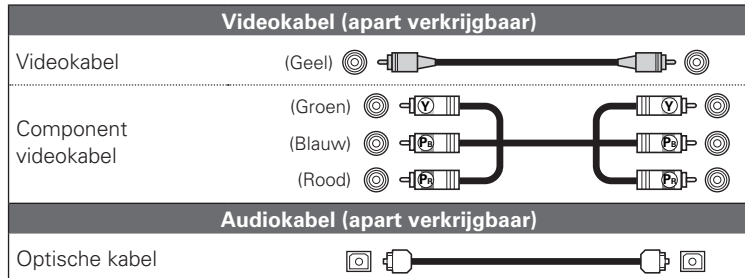 Videokabel (apart verkrijgbaar)
Videokabel
(Geel)
(Groen)
Y
Y
Component
videokabel
(Blauw)
PB
PB
(Rood)
PR
PR
Audiokabel (apart verkrijgbaar)
Optische kabel